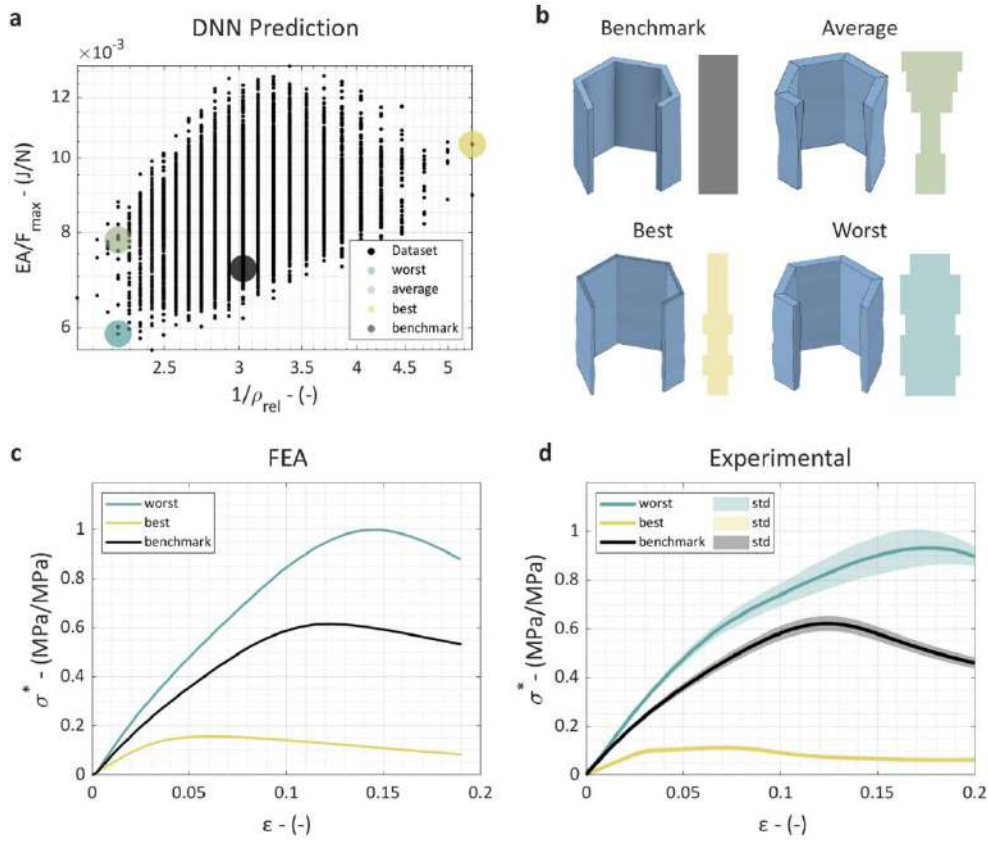 a
DNN Prediction
×10⁻³
12
10
8
6
EA/F_max - (J/N)
Dataset
worst
average
best
benchmark
2.5 3 3.5 4 4.5 5
1/ρ_rel - (-)
b
Benchmark Average
Best Worst
c
FEA
worst
best
benchmark
1
0.8
0.6
0.4
0.2
0
σ* - (MPa/MPa)
0 0.05 0.1 0.15 0.2
ε - (-)
d
Experimental
worst std
best std
benchmark std
1
0.8
0.6
0.4
0.2
0
σ* - (MPa/MPa)
0 0.05 0.1 0.15 0.2
ε - (-)